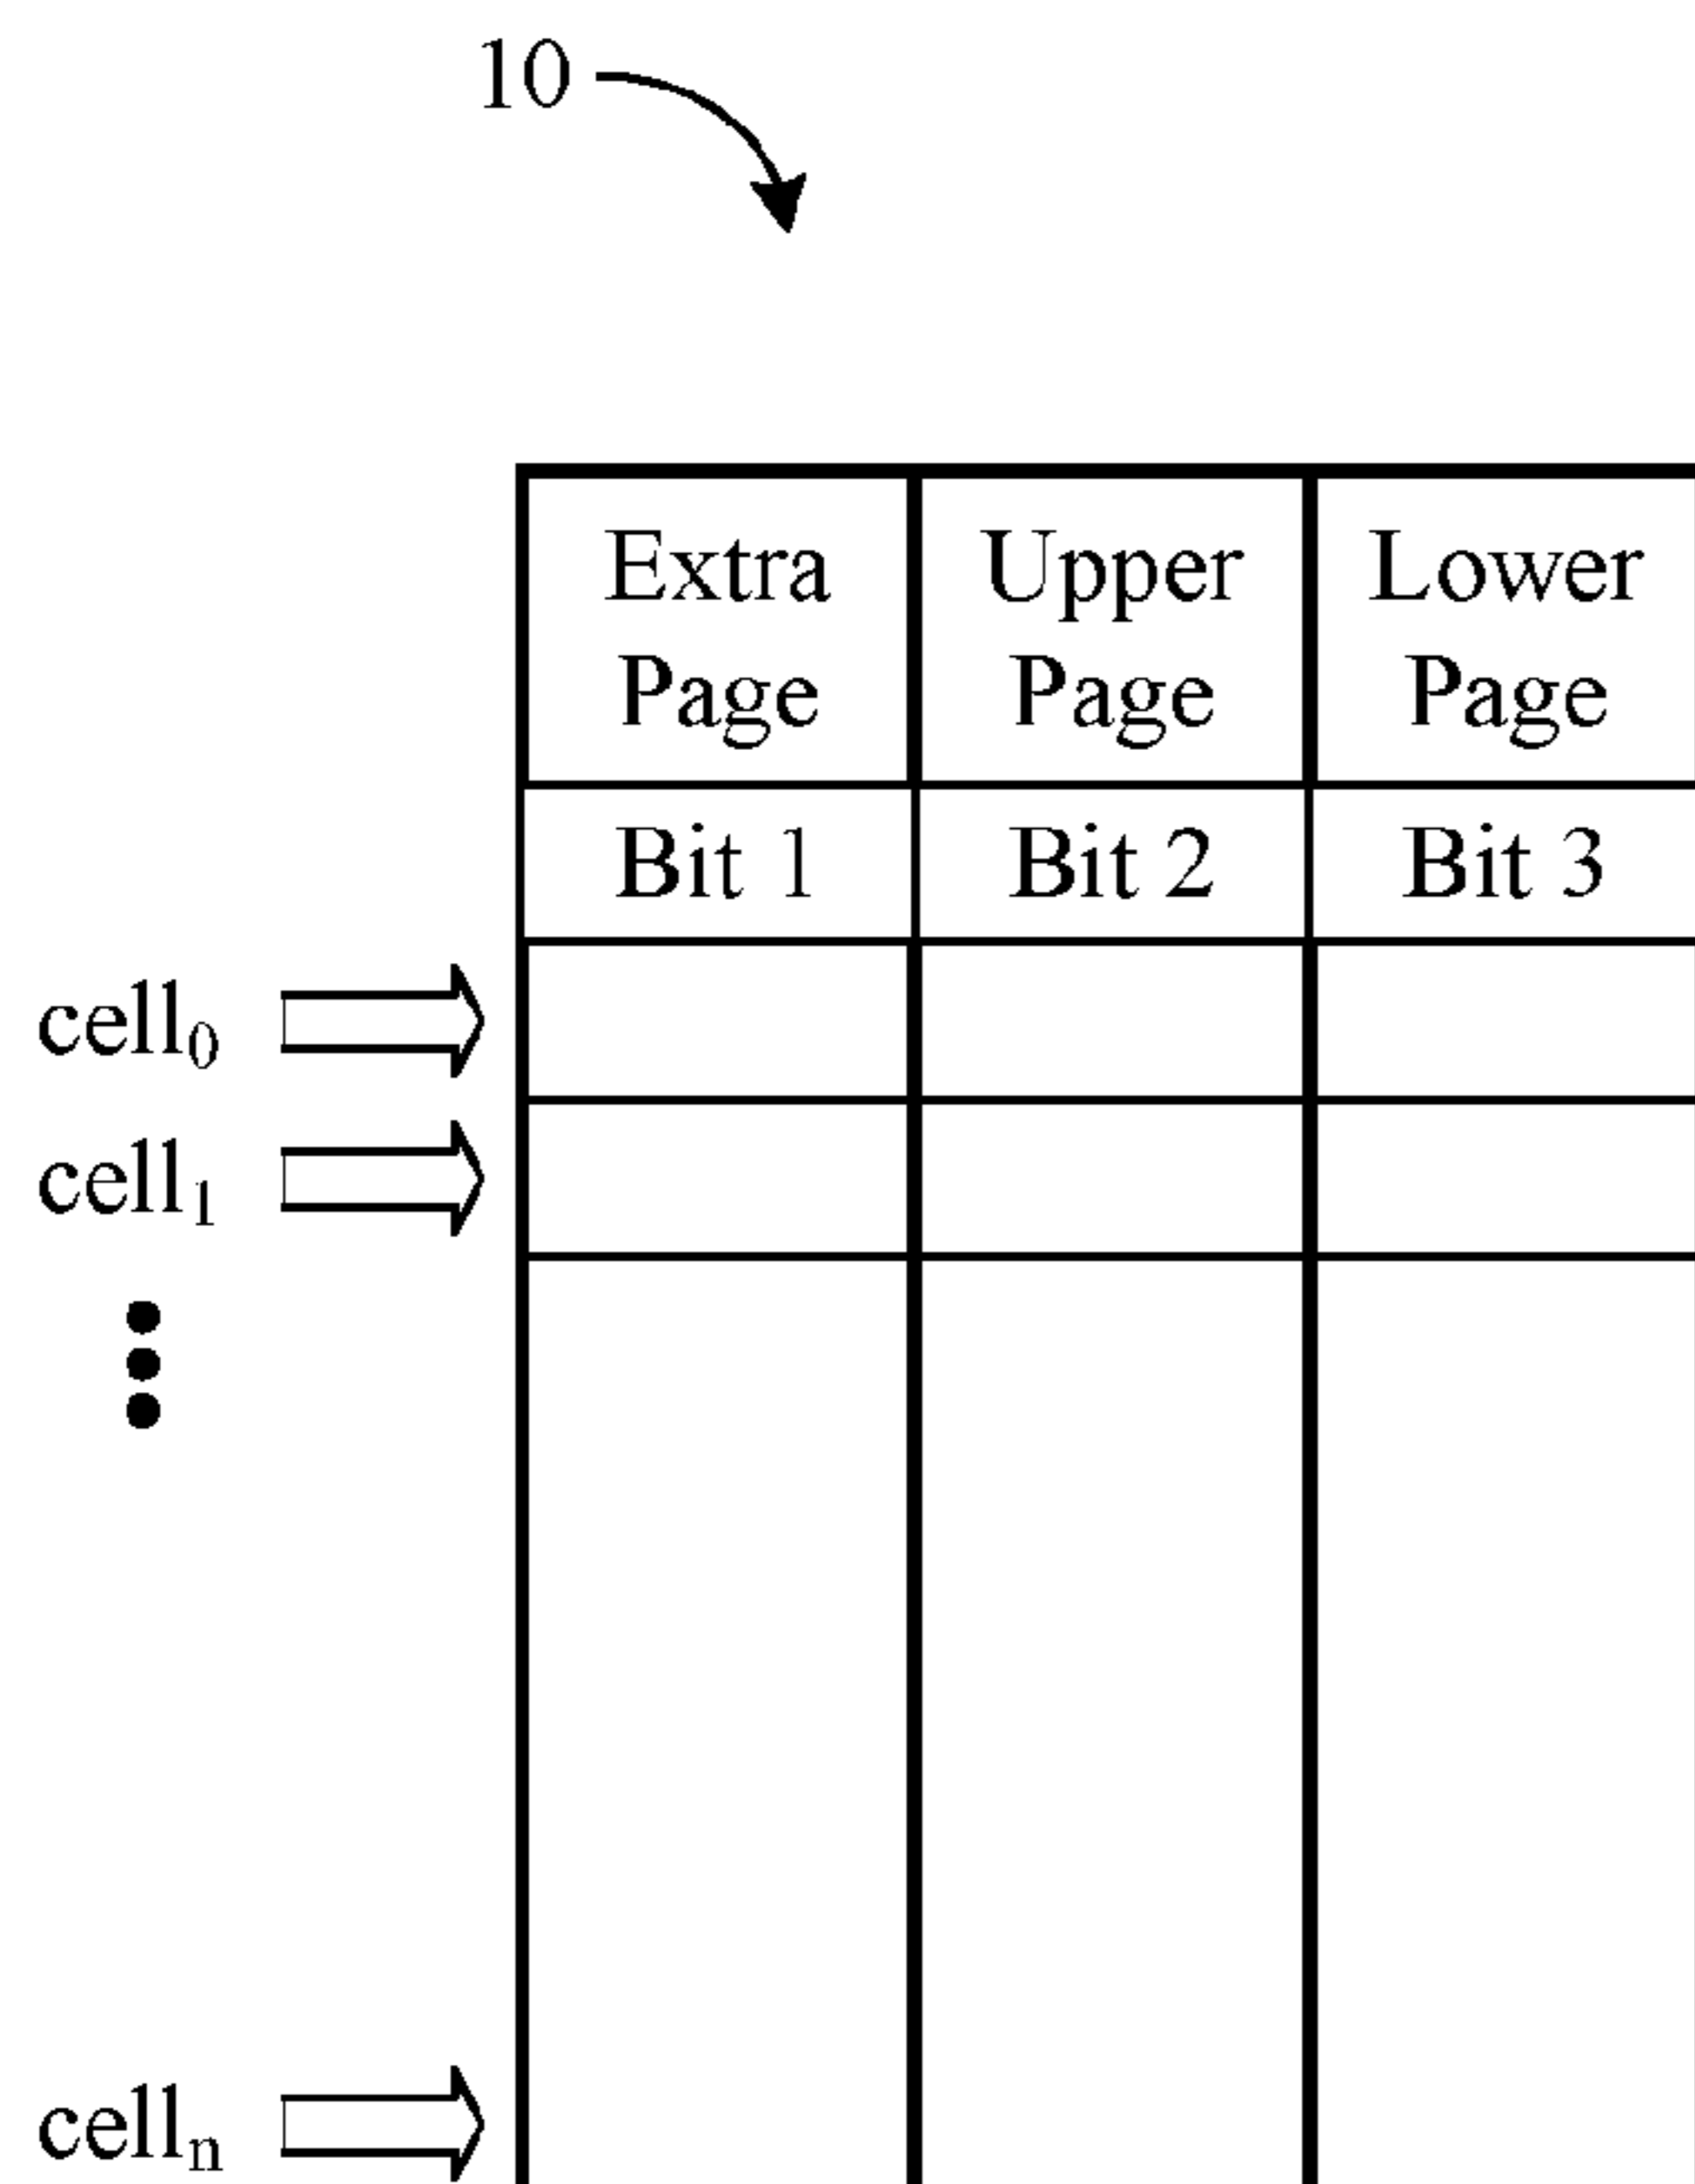 10
Extra Page
Upper Page
Lower Page
Bit 1 Bit 2 Bit 3
cell₀
cell₁
cellₙ